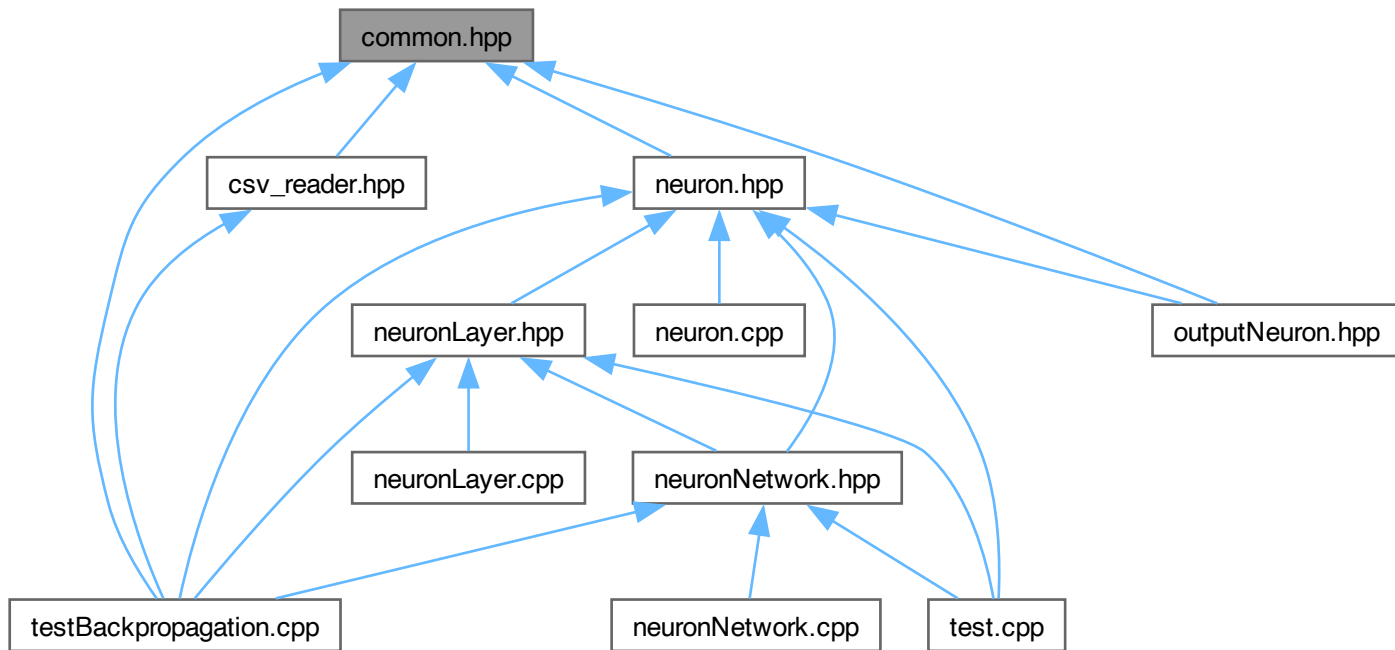 common.hpp
csv_reader.hpp
neuron.hpp
neuronLayer.hpp
neuron.cpp
outputNeuron.hpp
neuronLayer.cpp
neuronNetwork.hpp
testBackpropagation.cpp
neuronNetwork.cpp
test.cpp